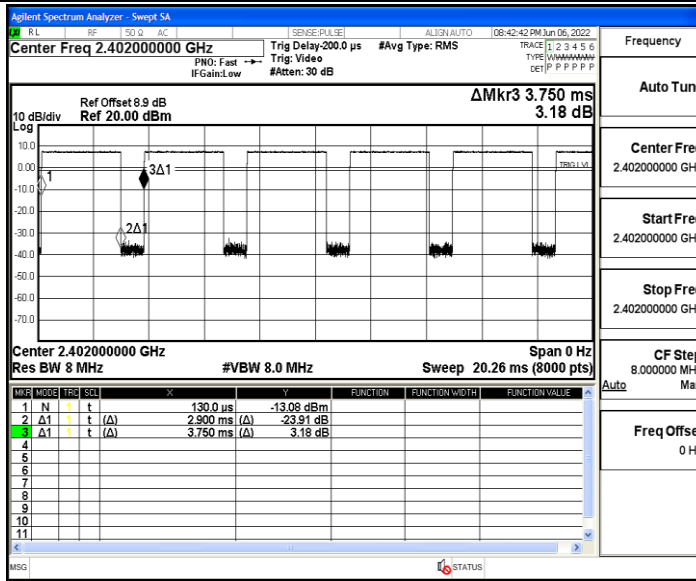 Agilent Spectrum Analyzer - Swept SA
LXI RL RF 50 Ω AC SENSE:PULSE ALIGN AUTO 08:42:42 PM Jun 06, 2022
Center Freq 2.402000000 GHz
PNO: Fast
IFGain:Low
Trig Delay-200.0 µs
Trig: Video
#Atten: 30 dB
#Avg Type: RMS
TRACE 1 2 3 4 5 6
TYPE
DET P P P P P P
Ref Offset 8.9 dB
10 dB/div Ref 20.00 dBm
Log
ΔMkr3 3.750 ms
3.18 dB
10.0
0.00
-10.0
-20.0
-30.0
-40.0
-50.0
-60.0
-70.0
1
2Δ1
3Δ1
TRIG LVL
Center 2.402000000 GHz Span 0 Hz
Res BW 8 MHz #VBW 8.0 MHz Sweep 20.26 ms (8000 pts)
MKR MODE TRC SCL X Y FUNCTION FUNCTION WIDTH FUNCTION VALUE
1 N 1 t 130.0 µs -13.08 dBm
2 Δ1 1 t (Δ) 2.900 ms (Δ) -23.91 dB
3 Δ1 1 t (Δ) 3.750 ms (Δ) 3.18 dB
4
5
6
7
8
9
10
11
MSG STATUS
Frequency
Auto Tun
Center Fre
2.402000000 GH
Start Fre
2.402000000 GH
Stop Fre
2.402000000 GH
CF Step
8.000000 MH
Auto Ma
Freq Offse
0 H